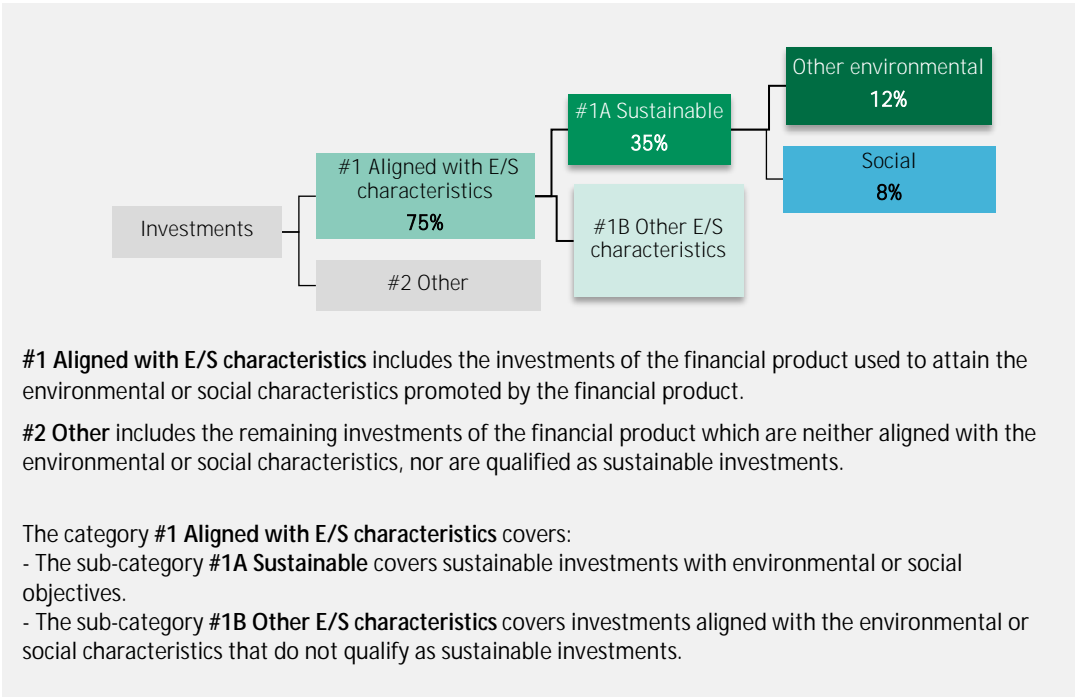 Other environmental
12%
#1A Sustainable
35%
Social
8%
#1 Aligned with E/S
characteristics
75%
#1B Other E/S
characteristics
Investments
#2 Other
#1 Aligned with E/S characteristics includes the investments of the financial product used to attain the
environmental or social characteristics promoted by the financial product.
#2 Other includes the remaining investments of the financial product which are neither aligned with the
environmental or social characteristics, nor are qualified as sustainable investments.
The category #1 Aligned with E/S characteristics covers:
- The sub-category #1A Sustainable covers sustainable investments with environmental or social
objectives.
- The sub-category #1B Other E/S characteristics covers investments aligned with the environmental or
social characteristics that do not qualify as sustainable investments.